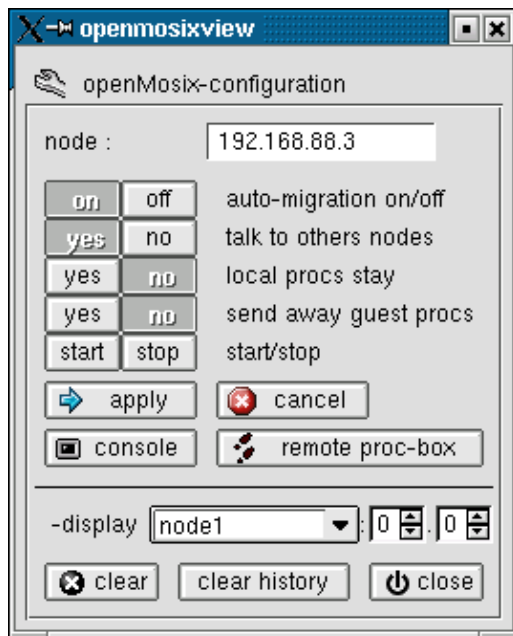 openmosixview
openMosix-configuration
node : 192.168.88.3
on off auto-migration on/off
yes no talk to others nodes
yes no local procs stay
yes no send away guest procs
start stop start/stop
apply cancel
console remote proc-box
-display node1 : 0 . 0
clear clear history close